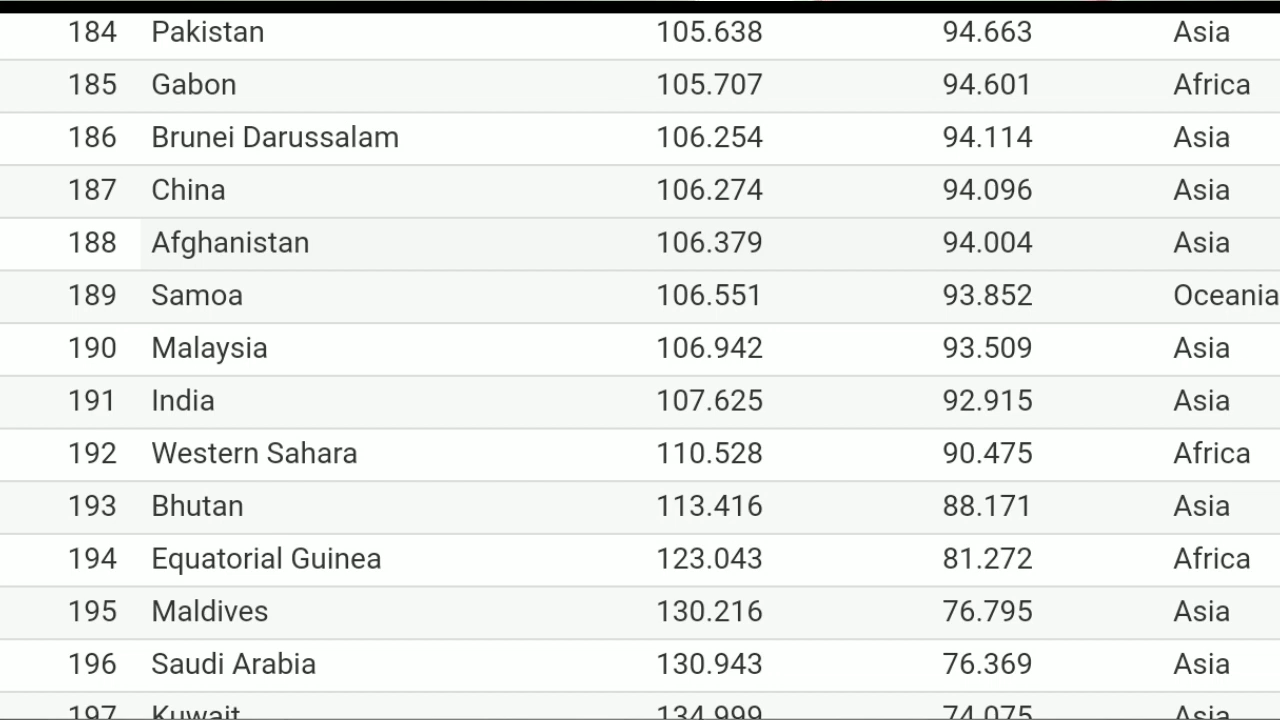 184 Pakistan 105.638 94.663 Asia
185 Gabon 105.707 94.601 Africa
186 Brunei Darussalam 106.254 94.114 Asia
187 China 106.274 94.096 Asia
188 Afghanistan 106.379 94.004 Asia
189 Samoa 106.551 93.852 Oceania
190 Malaysia 106.942 93.509 Asia
191 India 107.625 92.915 Asia
192 Western Sahara 110.528 90.475 Africa
193 Bhutan 113.416 88.171 Asia
194 Equatorial Guinea 123.043 81.272 Africa
195 Maldives 130.216 76.795 Asia
196 Saudi Arabia 130.943 76.369 Asia
197 Kuwait 134.999 74.075 Asia